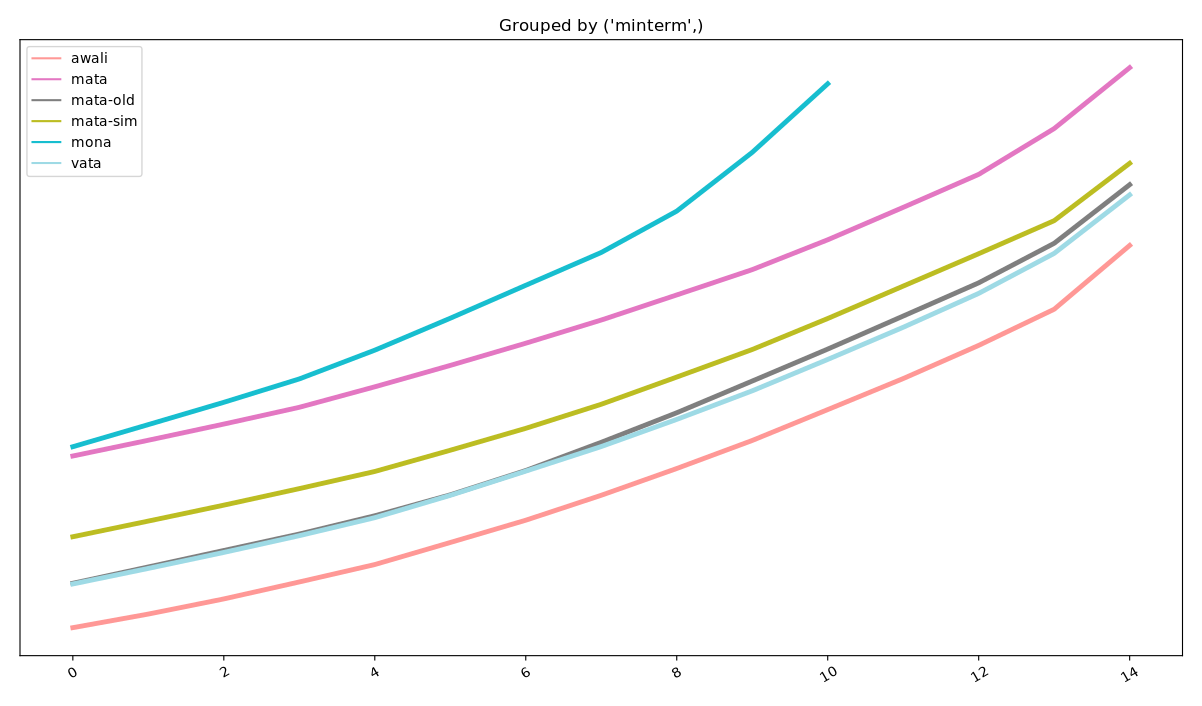 Grouped by ('minterm',)
awali
mata
mata-old
mata-sim
mona
vata
0 2 4 6 8 10 12 14